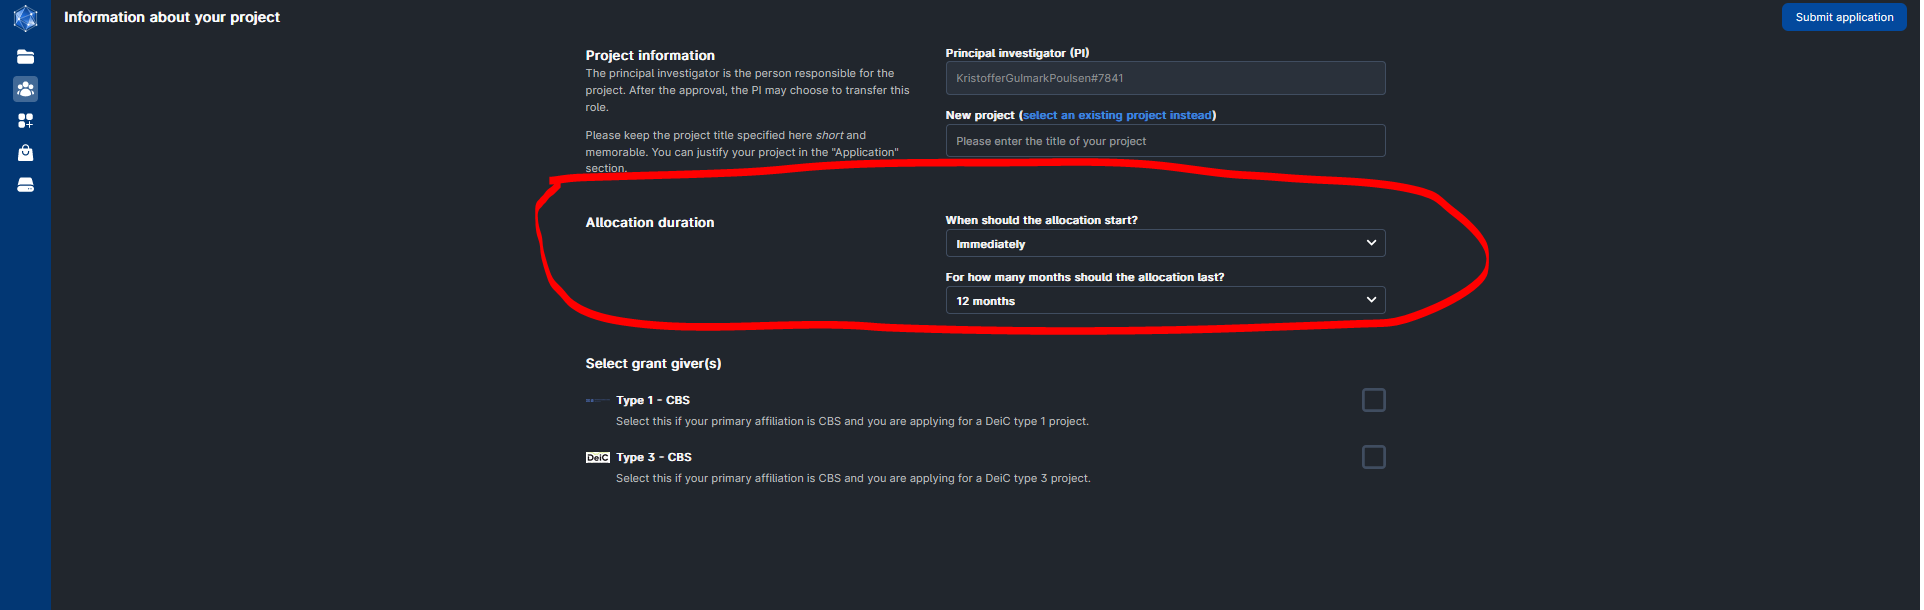 Information about your project
Submit application
Project information
The principal investigator is the person responsible for the
project. After the approval, the PI may choose to transfer this
role.
Please keep the project title specified here short and
memorable. You can justify your project in the "Application"
section.
Principal investigator (PI)
KristofferGulmarkPoulsen#7841
New project (select an existing project instead)
Please enter the title of your project
Allocation duration
When should the allocation start?
Immediately
For how many months should the allocation last?
12 months
Select grant giver(s)
Type 1 - CBS
Select this if your primary affiliation is CBS and you are applying for a DeiC type 1 project.
DeiC Type 3 - CBS
Select this if your primary affiliation is CBS and you are applying for a DeiC type 3 project.